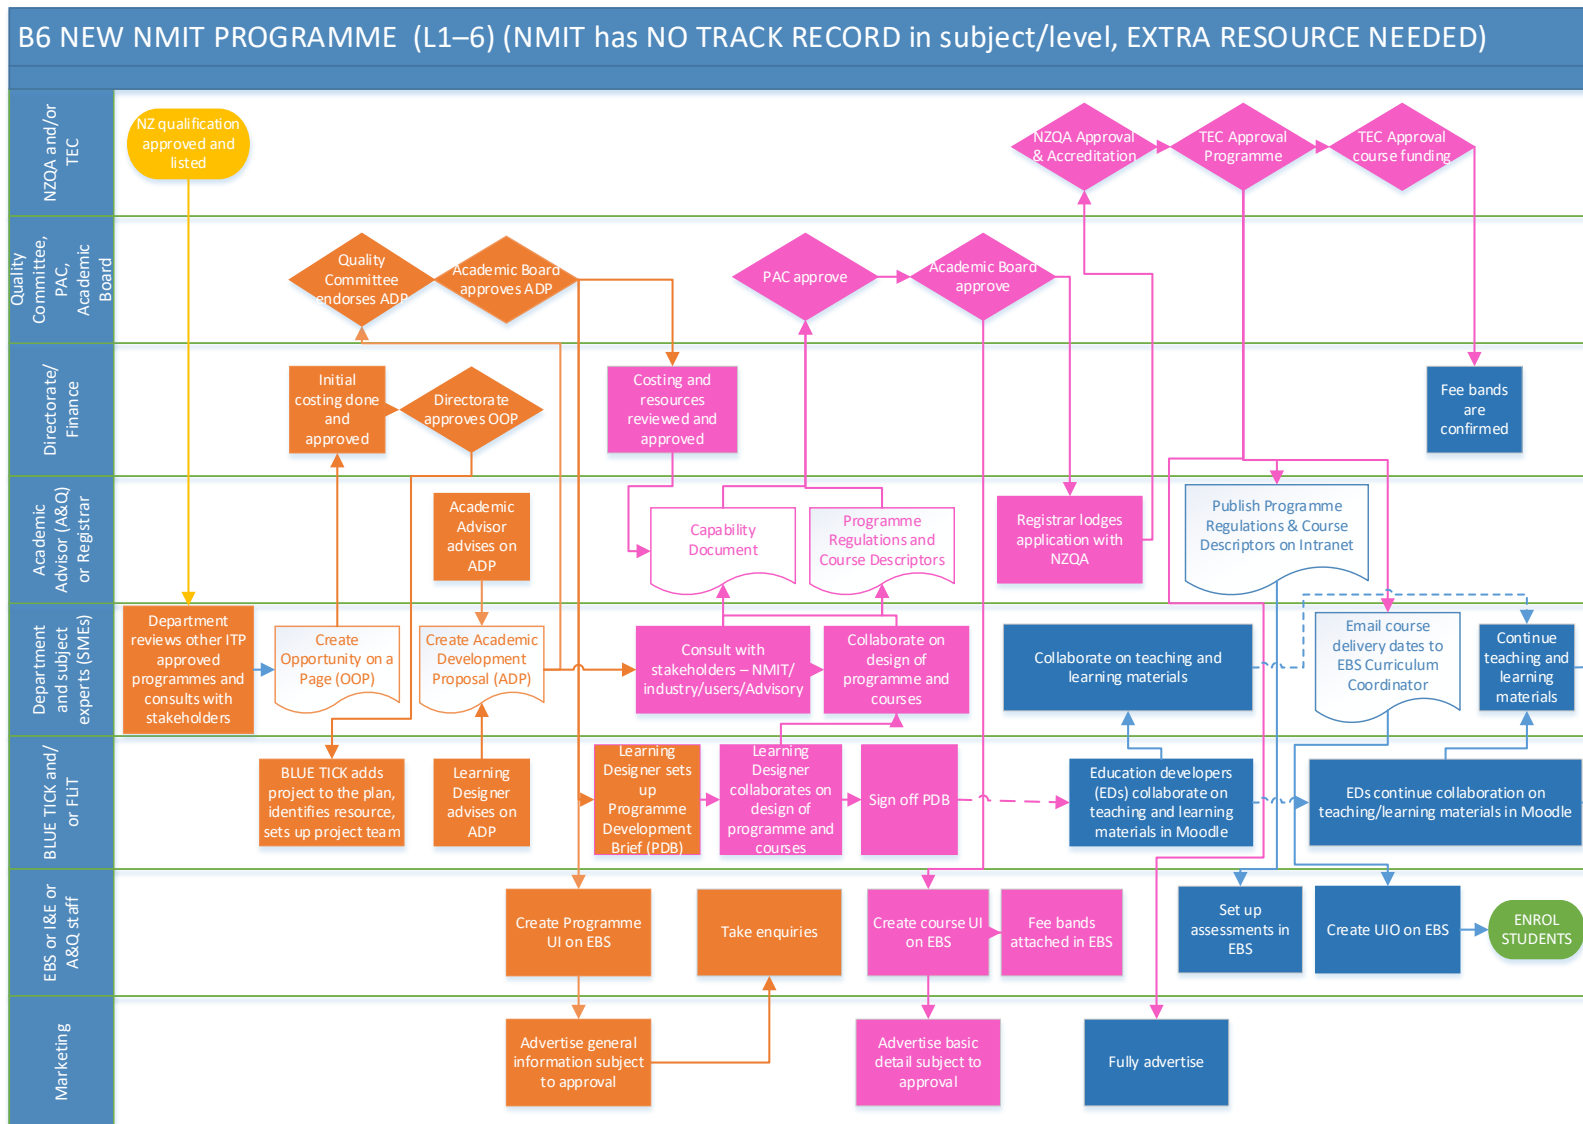 B6 NEW NMIT PROGRAMME (L1–6) (NMIT has NO TRACK RECORD in subject/level, EXTRA RESOURCE NEEDED)
NZQA and/or
TEC
NZ qualification
approved and
listed
NZQA Approval
& Accreditation
TEC Approval
Programme
TEC Approval
course funding
Quality
Committee,
PAC,
Academic
Board
Quality
Committee
endorses ADP
Academic Board
approves ADP
PAC approve
Academic Board
approve
Directorate/
Finance
Initial
costing done
and
approved
Directorate
approves OOP
Costing and
resources
reviewed and
approved
Fee bands
are
confirmed
Academic
Advisor (A&Q)
or Registrar
Academic
Advisor
advises on
ADP
Capability
Document
Programme
Regulations and
Course Descriptors
Registrar lodges
application with
NZQA
Publish Programme
Regulations & Course
Descriptors on Intranet
Department
and subject
experts (SMEs)
Department
reviews other ITP
approved
programmes and
consults with
stakeholders
Create
Opportunity on a
Page (OOP)
Create Academic
Development
Proposal (ADP)
Consult with
stakeholders – NMIT/
industry/users/Advisory
Collaborate on
design of
programme and
courses
Collaborate on teaching and
learning materials
Email course
delivery dates to
EBS Curriculum
Coordinator
Continue
teaching and
learning
materials
BLUE TICK and/
or FLiT
BLUE TICK adds
project to the plan,
identifies resource,
sets up project team
Learning
Designer
advises on
ADP
Learning
Designer sets
up
Programme
Development
Brief (PDB)
Learning
Designer
collaborates on
design of
programme and
courses
Sign off PDB
Education developers
(EDs) collaborate on
teaching and learning
materials in Moodle
EDs continue collaboration on
teaching/learning materials in Moodle
EBS or I&E or
A&Q staff
Create Programme
UI on EBS
Take enquiries
Create course UI
on EBS
Fee bands
attached in EBS
Set up
assessments in
EBS
Create UIO on EBS
ENROL
STUDENTS
Marketing
Advertise general
information subject
to approval
Advertise basic
detail subject to
approval
Fully advertise